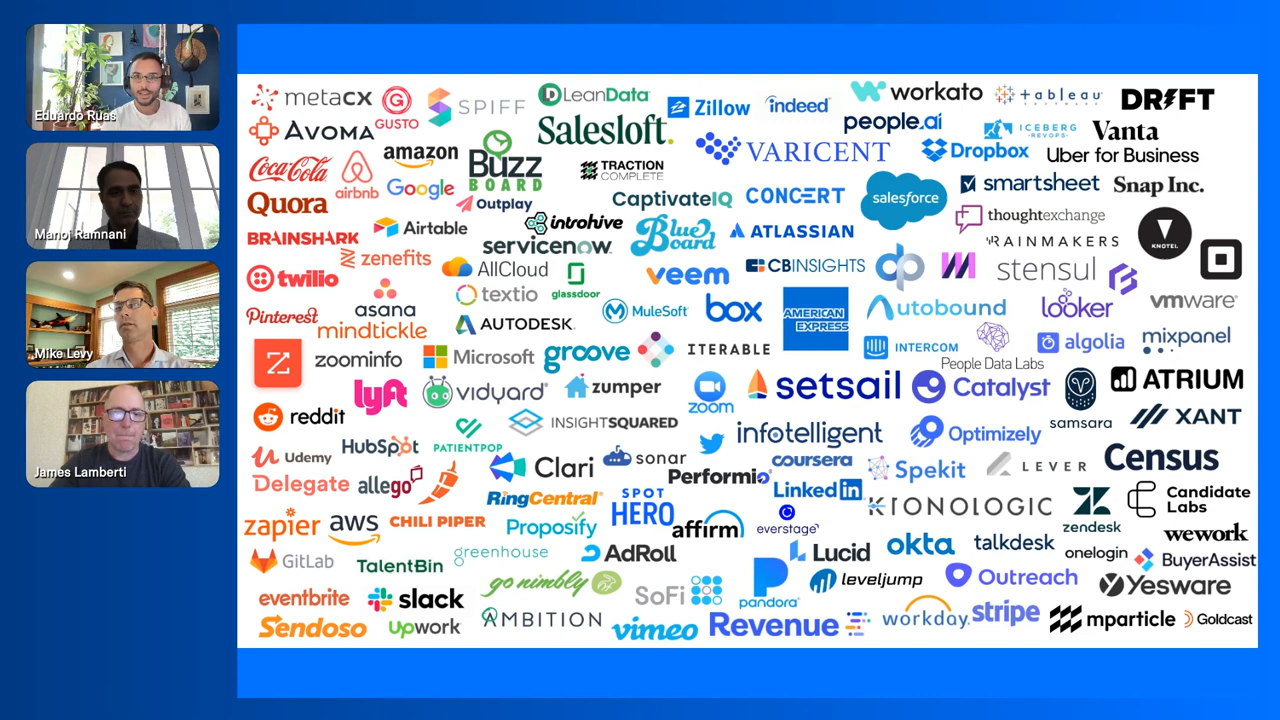 Eduardo Ruas
Manoj Ramnani
Mike Levy
James Lamberti
metacx
GUSTO
SPIFF
LeanData
Zillow
indeed
workato
tableau
SOFTWARE
DRIFT
AVOMA
Salesloft.
people.ai
ICEBERG
REVOPS
Vanta
Coca-Cola
airbnb
amazon
BUZZ
BOARD
TRACTION
COMPLETE
VARICENT
Dropbox
Uber for Business
Quora
Google
Outplay
CaptivateIQ
CONCERT
salesforce
smartsheet
Snap Inc.
BRAINSHARK
Airtable
introhive
Blue
Board
ATLASSIAN
thoughtexchange
RAINMAKERS
KNOTEL
zenefits
servicenow
twilio
AllCloud
textio
glassdoor
veem
CBINSIGHTS
dp
stensul
Pinterest
asana
mindtickle
AUTODESK
MuleSoft
box
AMERICAN
EXPRESS
Autobound
looker
vmware
zoominfo
Microsoft
groove
ITERABLE
INTERCOM
People Data Labs
algolia
mixpanel
reddit
lyft
vidyard
zumper
zoom
setsail
Catalyst
samsara
ATRIUM
XANT
Udemy
HubSpot
PATIENTPOP
INSIGHTSQUARED
infotelligent
Optimizely
Delegate
allego
Clari
sonar
Performio
coursera
LinkedIn
Spekit
LEVER
Census
zapier
aws
CHILI PIPER
RingCentral
Proposify
SPOT
HERO
affirm
everstage
KRONOLOGIC
zendesk
Candidate
Labs
GitLab
TalentBin
greenhouse
AdRoll
Lucid
okta
talkdesk
onelogin
wework
BuyerAssist
eventbrite
slack
go nimbly
SoFi
pandora
leveljump
Outreach
Yesware
Sendoso
upwork
AMBITION
vimeo
Revenue
workday.
stripe
mparticle
Goldcast